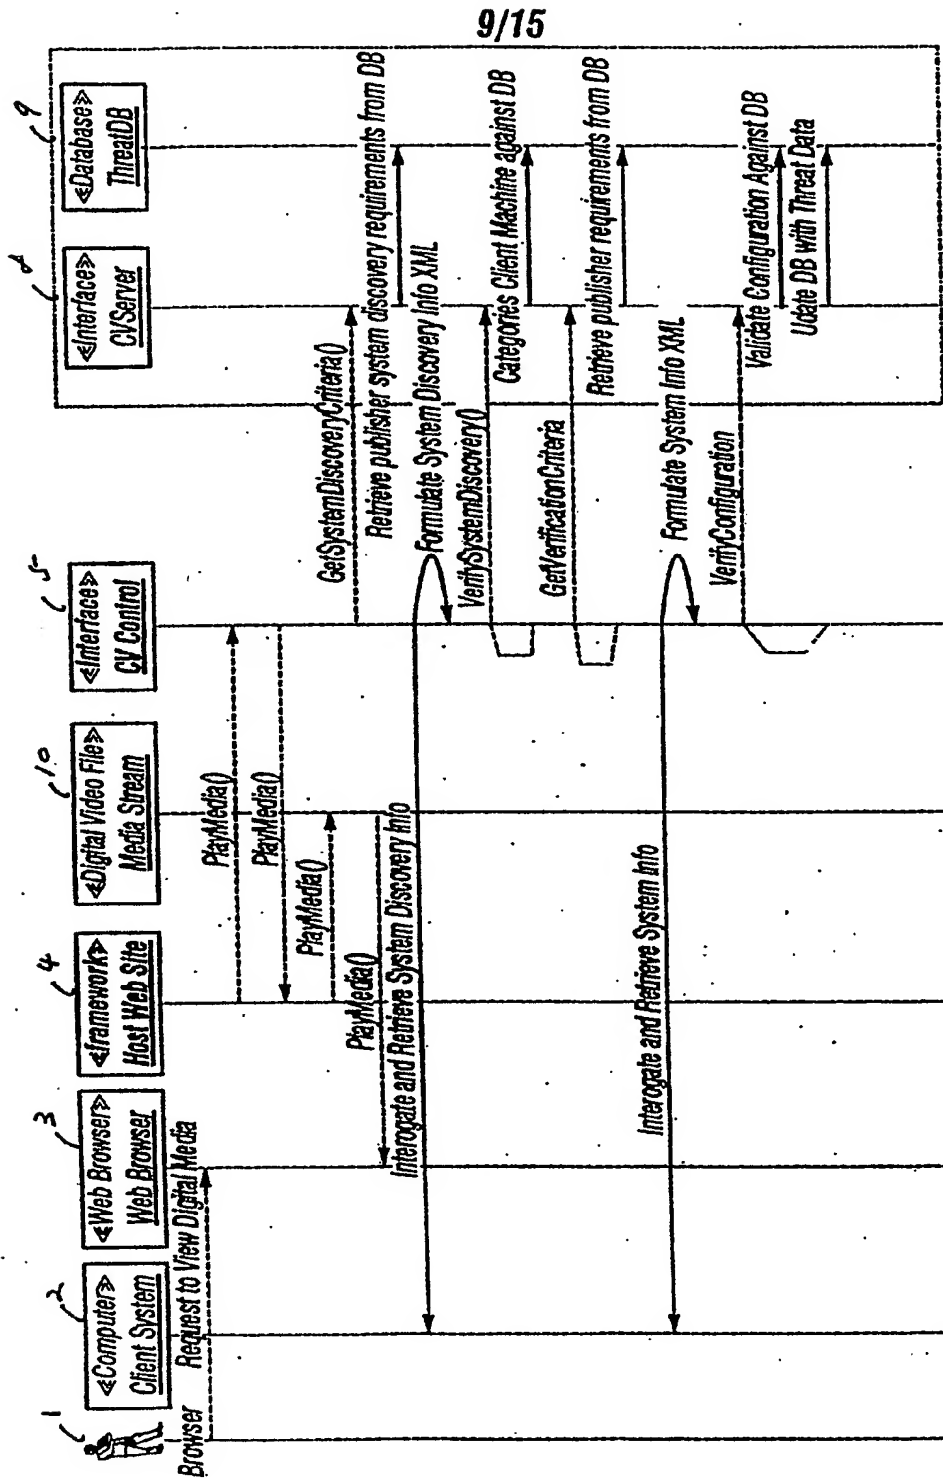 9/15
1
Browser
2
«Computer»
Client System
3
«Web Browser»
Web Browser
4
«framework»
Host Web Site
10
«Digital Video File»
Media Stream
5
«Interface»
CV Control
8
«Interface»
CVServer
9
«Database»
ThreatDB
Request to View Digital Media
PlayMedia()
PlayMedia()
PlayMedia()
PlayMedia()
GetSystemDiscoveryCriteria()
Retrieve publisher system discovery requirements from DB
Interogate and Retrieve System Discovery Info
Formulate System Discovery Info XML
VerifySystemDiscovery()
Categories Client Machine against DB
GetVerificationCriteria
Retrieve publisher requirements from DB
Interogate and Retrieve System Info
Formulate System Info XML
VerifyConfiguration
Validate Configuration Against DB
Udate DB with Threat Data